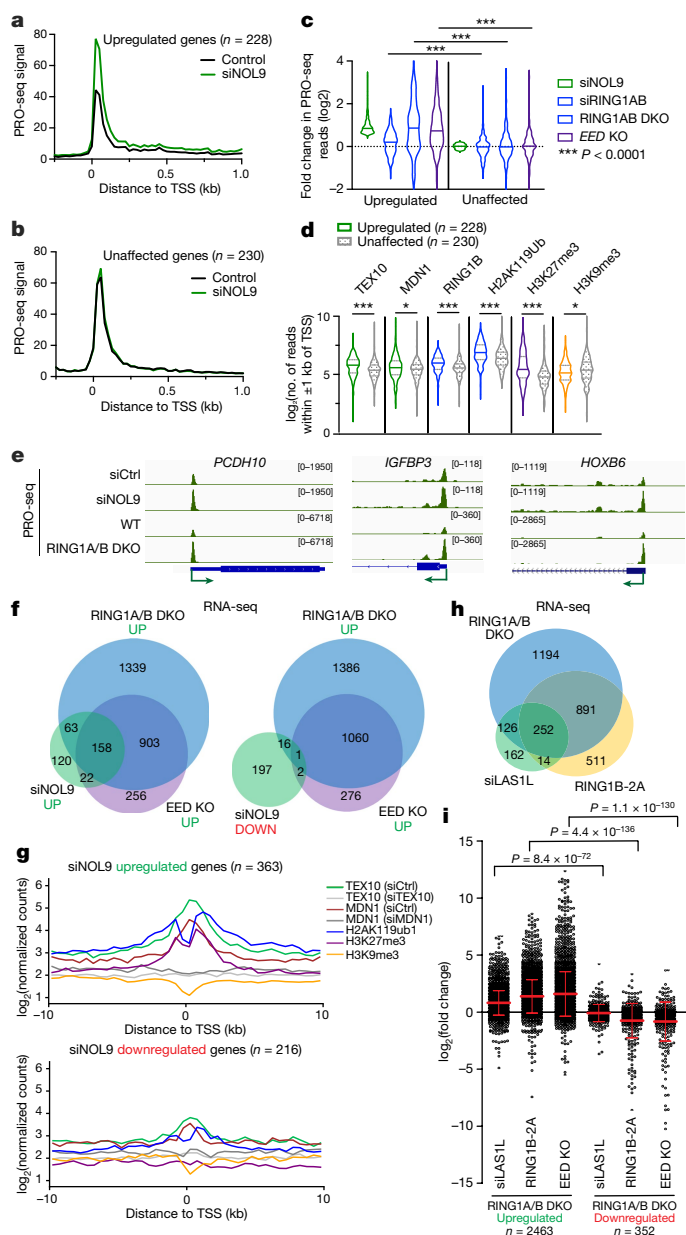 a
Upregulated genes (n = 228)
Control
siNOL9
PRO-seq signal
80
60
40
20
0
0
0.5
1.0
Distance to TSS (kb)
b
Unaffected genes (n = 230)
Control
siNOL9
PRO-seq signal
80
60
40
20
0
0
0.5
1.0
Distance to TSS (kb)
c
***
***
***
Fold change in PRO-seq
reads (log2)
4
2
0
−2
Upregulated
Unaffected
siNOL9
siRING1AB
RING1AB DKO
EED KO
*** P < 0.0001
d
Upregulated (n = 228)
Unaffected (n = 230)
TEX10
MDN1
RING1B
H2AK119Ub
H3K27me3
H3K9me3
***
*
***
***
***
*
log2(no. of reads
within ±1 kb of TSS)
10
5
0
e
PRO-seq
siCtrl
siNOL9
WT
RING1A/B DKO
PCDH10
[0–1950]
[0–1950]
[0–6718]
[0–6718]
IGFBP3
[0–118]
[0–118]
[0–360]
[0–360]
HOXB6
[0–1119]
[0–1119]
[0–2865]
[0–2865]
f
RNA-seq
RING1A/B DKO
UP
1339
63
158
903
120
22
256
siNOL9
UP
EED KO
UP
RING1A/B DKO
UP
1386
16
1
1060
197
2
276
siNOL9
DOWN
EED KO
UP
h
RNA-seq
RING1A/B
DKO
1194
891
126
252
162
14
511
siLAS1L
RING1B-2A
g
siNOL9 upregulated genes (n = 363)
log2(normalized counts)
6
5
4
3
2
1
−10
0
10
Distance to TSS (kb)
TEX10 (siCtrl)
TEX10 (siTEX10)
MDN1 (siCtrl)
MDN1 (siMDN1)
H2AK119ub1
H3K27me3
H3K9me3
siNOL9 downregulated genes (n = 216)
log2(normalized counts)
6
5
4
3
2
1
−10
0
10
Distance to TSS (kb)
i
P = 1.1 × 10−130
P = 4.4 × 10−136
P = 8.4 × 10−72
log2(fold change)
15
10
5
0
−5
−10
−15
siLAS1L
RING1B-2A
EED KO
siLAS1L
RING1B-2A
EED KO
RING1A/B DKO
Upregulated
n = 2463
RING1A/B DKO
Downregulated
n = 352